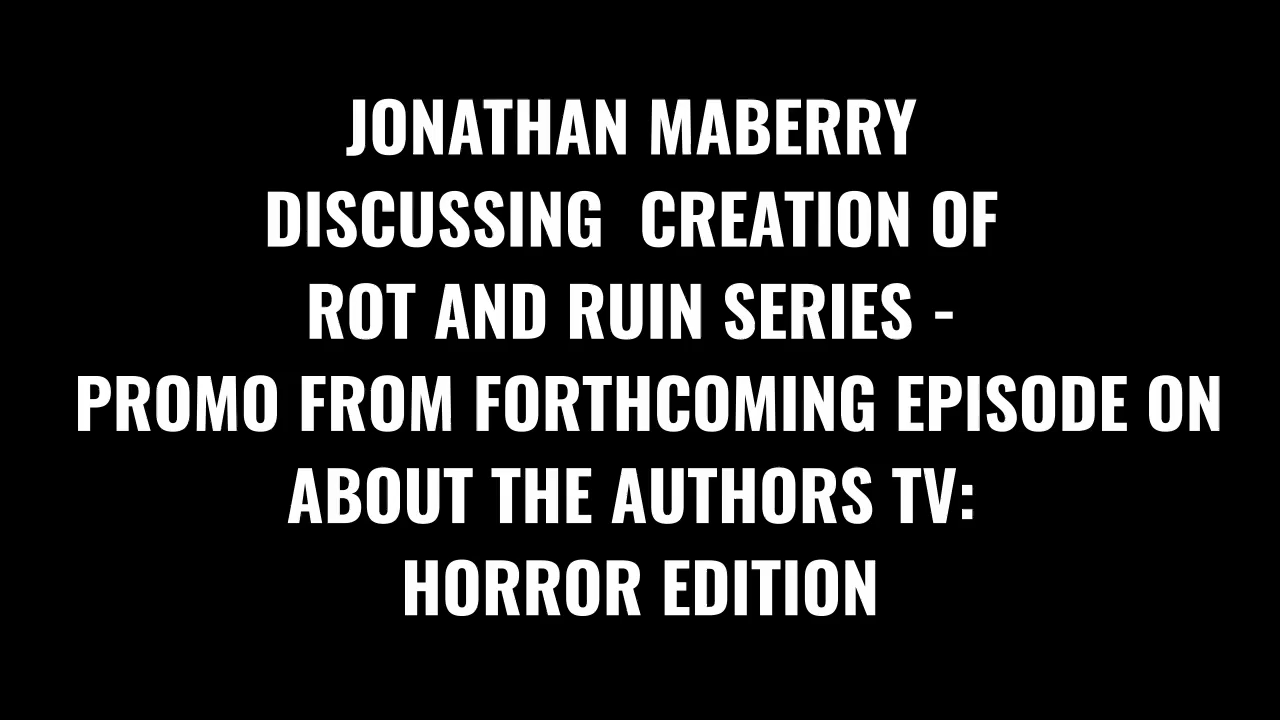 JONATHAN MABERRY
DISCUSSING  CREATION OF
ROT AND RUIN SERIES -
PROMO FROM FORTHCOMING EPISODE ON
ABOUT THE AUTHORS TV:
HORROR EDITION